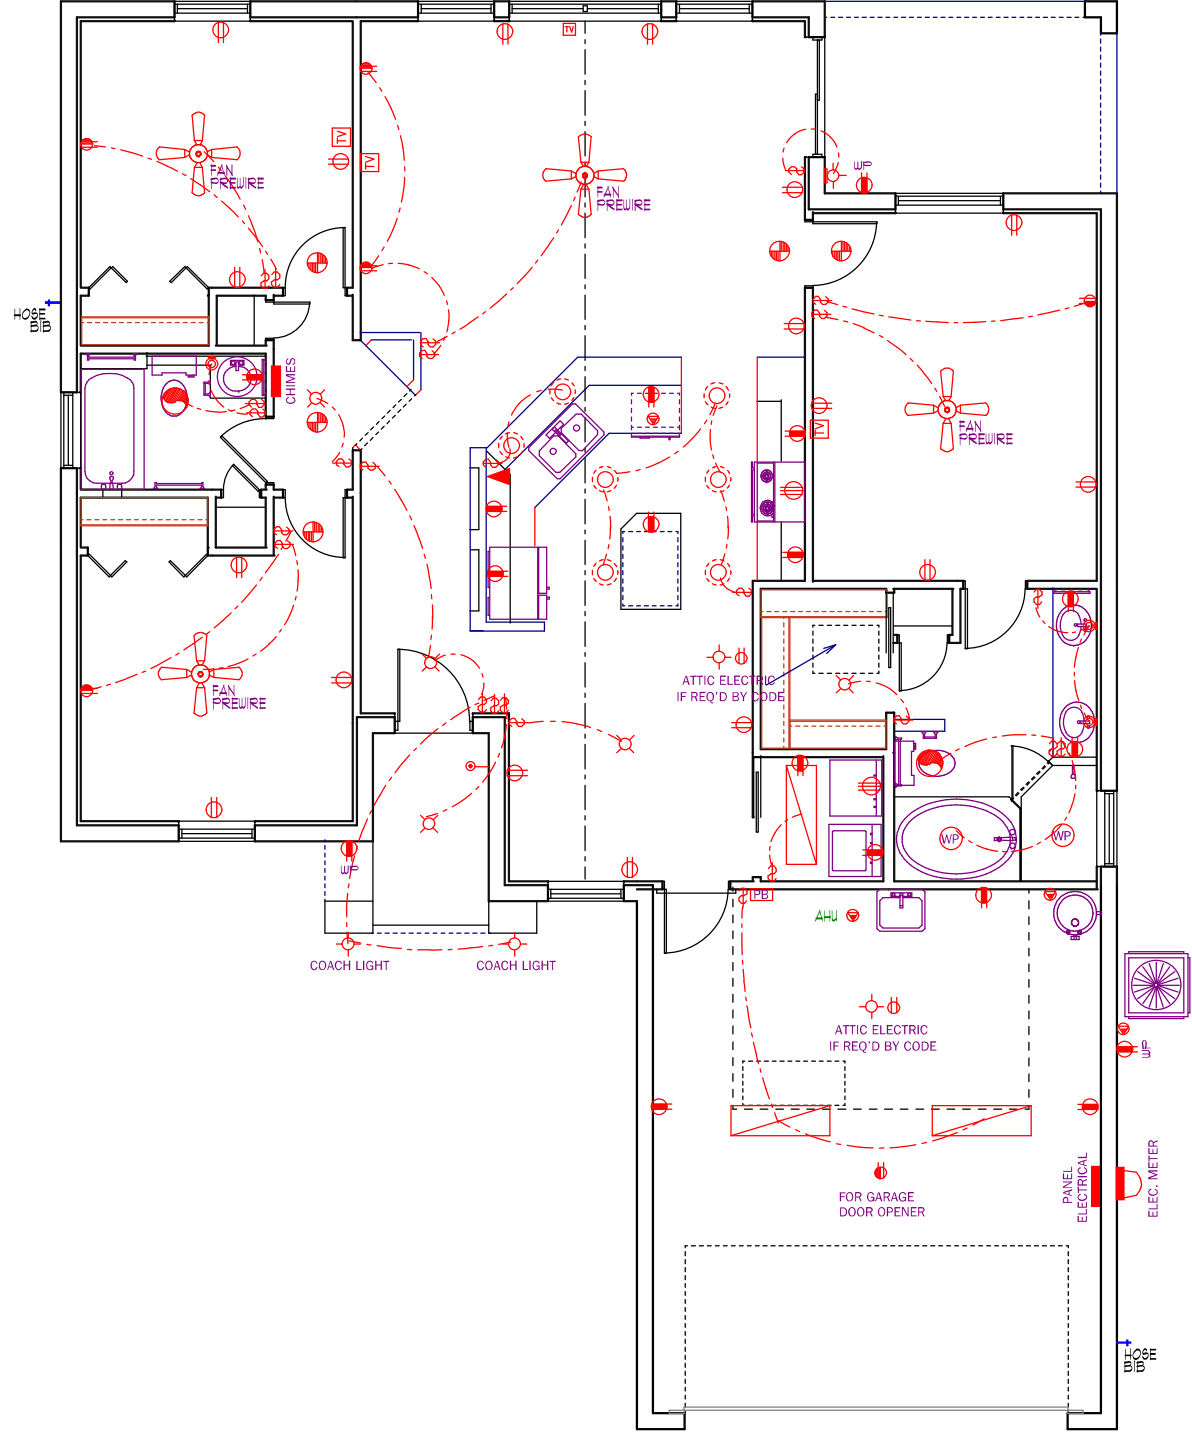 TV
TV
TV
FAN
PREWIRE
FAN
PREWIRE
WP
HOSE
BIB
CHIMES
TV
FAN
PREWIRE
ATTIC ELECTRIC
IF REQ'D BY CODE
FAN
PREWIRE
WP
WP
WP
PB
AHU
COACH LIGHT
COACH LIGHT
ATTIC ELECTRIC
IF REQ'D BY CODE
WP
PANEL
ELECTRICAL
ELEC. METER
FOR GARAGE
DOOR OPENER
HOSE
BIB